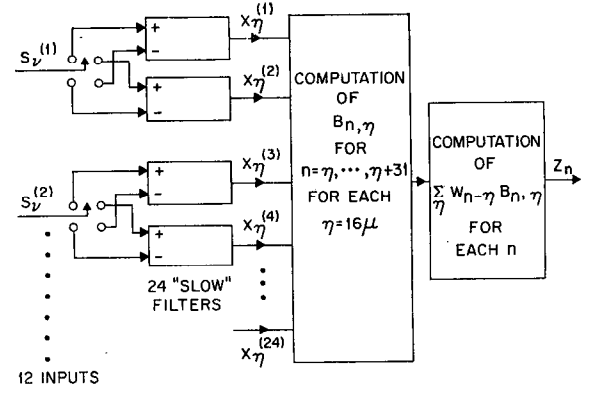 S_ν^(1)
+
−
X_η^(1)
+
−
X_η^(2)
S_ν^(2)
+
−
X_η^(3)
+
−
X_η^(4)
24 "SLOW"
FILTERS
X_η^(24)
12 INPUTS
COMPUTATION
OF
B_n,η
FOR
n=η,···,η+31
FOR EACH
η=16μ
COMPUTATION
OF
Σ_η W_n-η B_n,η
FOR
EACH n
Z_n